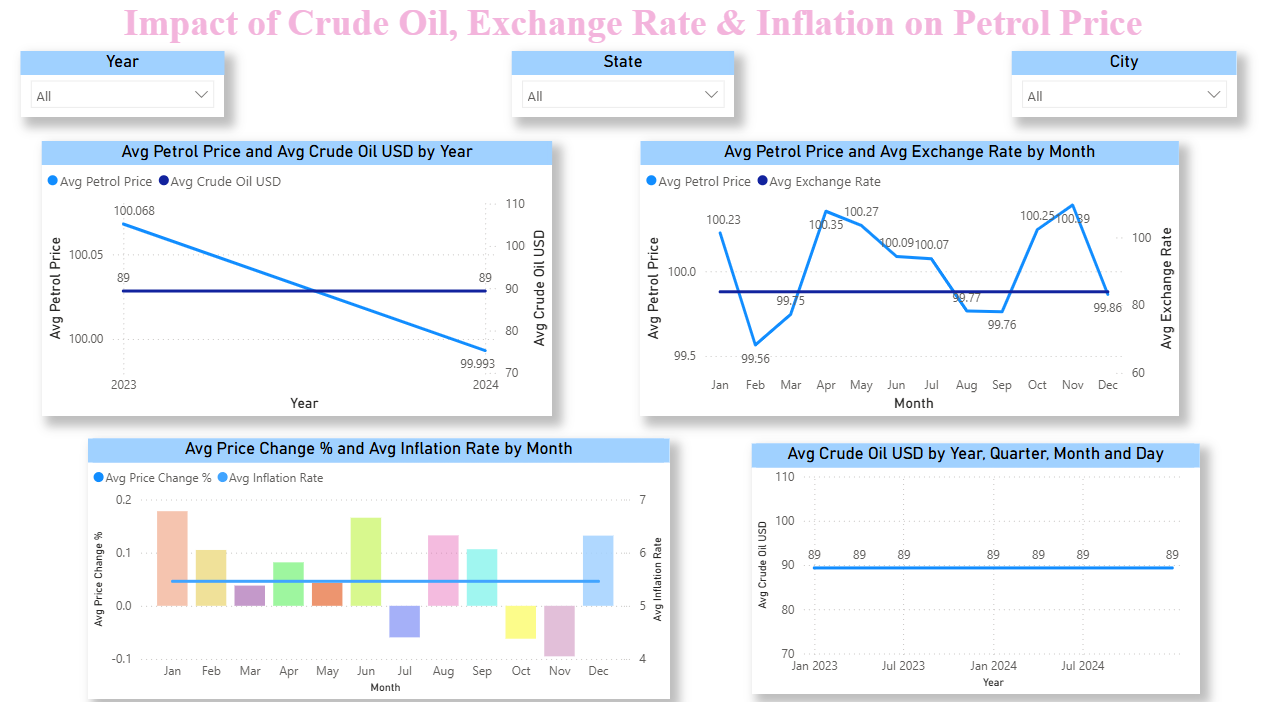 Impact of Crude Oil, Exchange Rate & Inflation on Petrol Price
Year
State
City
All
All
All
Avg Petrol Price and Avg Crude Oil USD by Year
Avg Petrol Price Avg Crude Oil USD
Avg Petrol Price
100.05
100.00
100.068
89
89
99.993
110
100
90
80
70
Avg Crude Oil USD
2023 2024
Year
Avg Petrol Price and Avg Exchange Rate by Month
Avg Petrol Price Avg Exchange Rate
Avg Petrol Price
100.0
99.5
100.23
99.56
99.75
100.35
100.27
100.09
100.07
99.77
99.76
100.25
100.39
99.86
100
80
60
Avg Exchange Rate
Jan Feb Mar Apr May Jun Jul Aug Sep Oct Nov Dec
Month
Avg Price Change % and Avg Inflation Rate by Month
Avg Price Change % Avg Inflation Rate
Avg Price Change %
0.2
0.1
0.0
-0.1
7
6
5
4
Avg Inflation Rate
Jan Feb Mar Apr May Jun Jul Aug Sep Oct Nov Dec
Month
Avg Crude Oil USD by Year, Quarter, Month and Day
Avg Crude Oil USD
110
100
90
80
70
89 89 89 89 89 89 89
Jan 2023 Jul 2023 Jan 2024 Jul 2024
Year